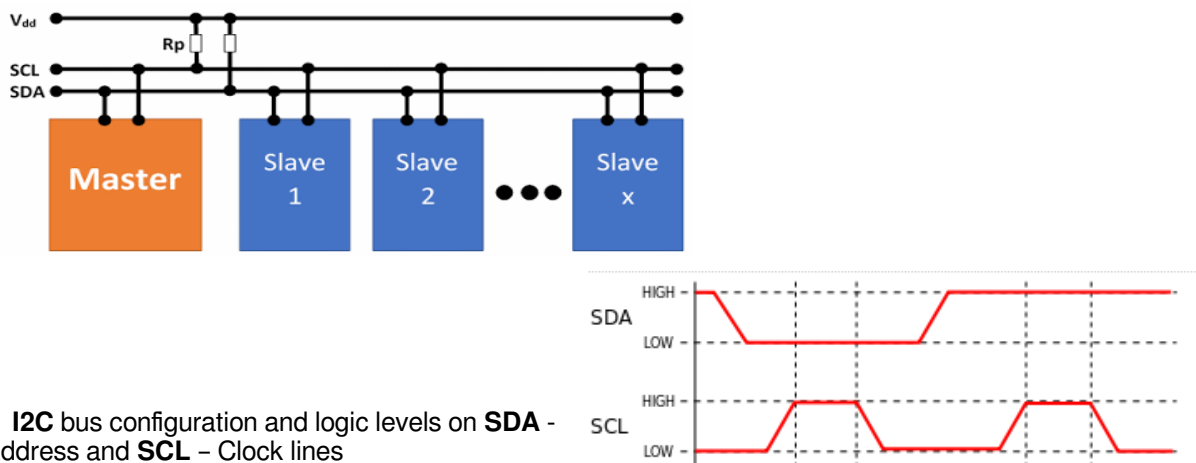 Vdd
Rp
SCL
SDA
Master
Slave
1
Slave
2
Slave
x
HIGH
SDA
LOW
HIGH
SCL
LOW
I2C bus configuration and logic levels on SDA -
ddress and SCL – Clock lines